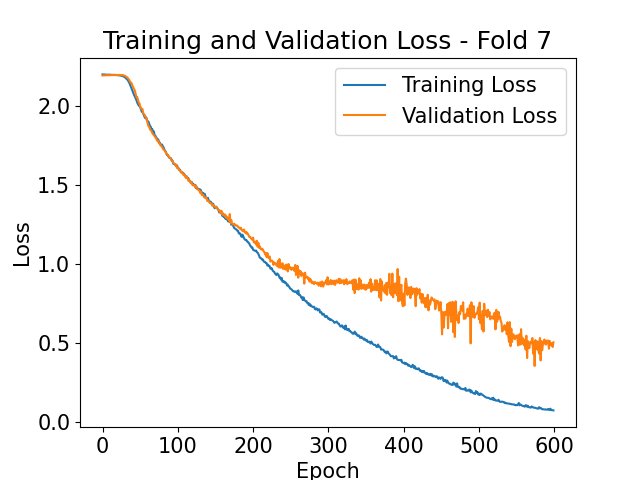 Training and Validation Loss - Fold 7
Training Loss
Validation Loss
Loss
2.0
1.5
1.0
0.5
0.0
0 100 200 300 400 500 600
Epoch